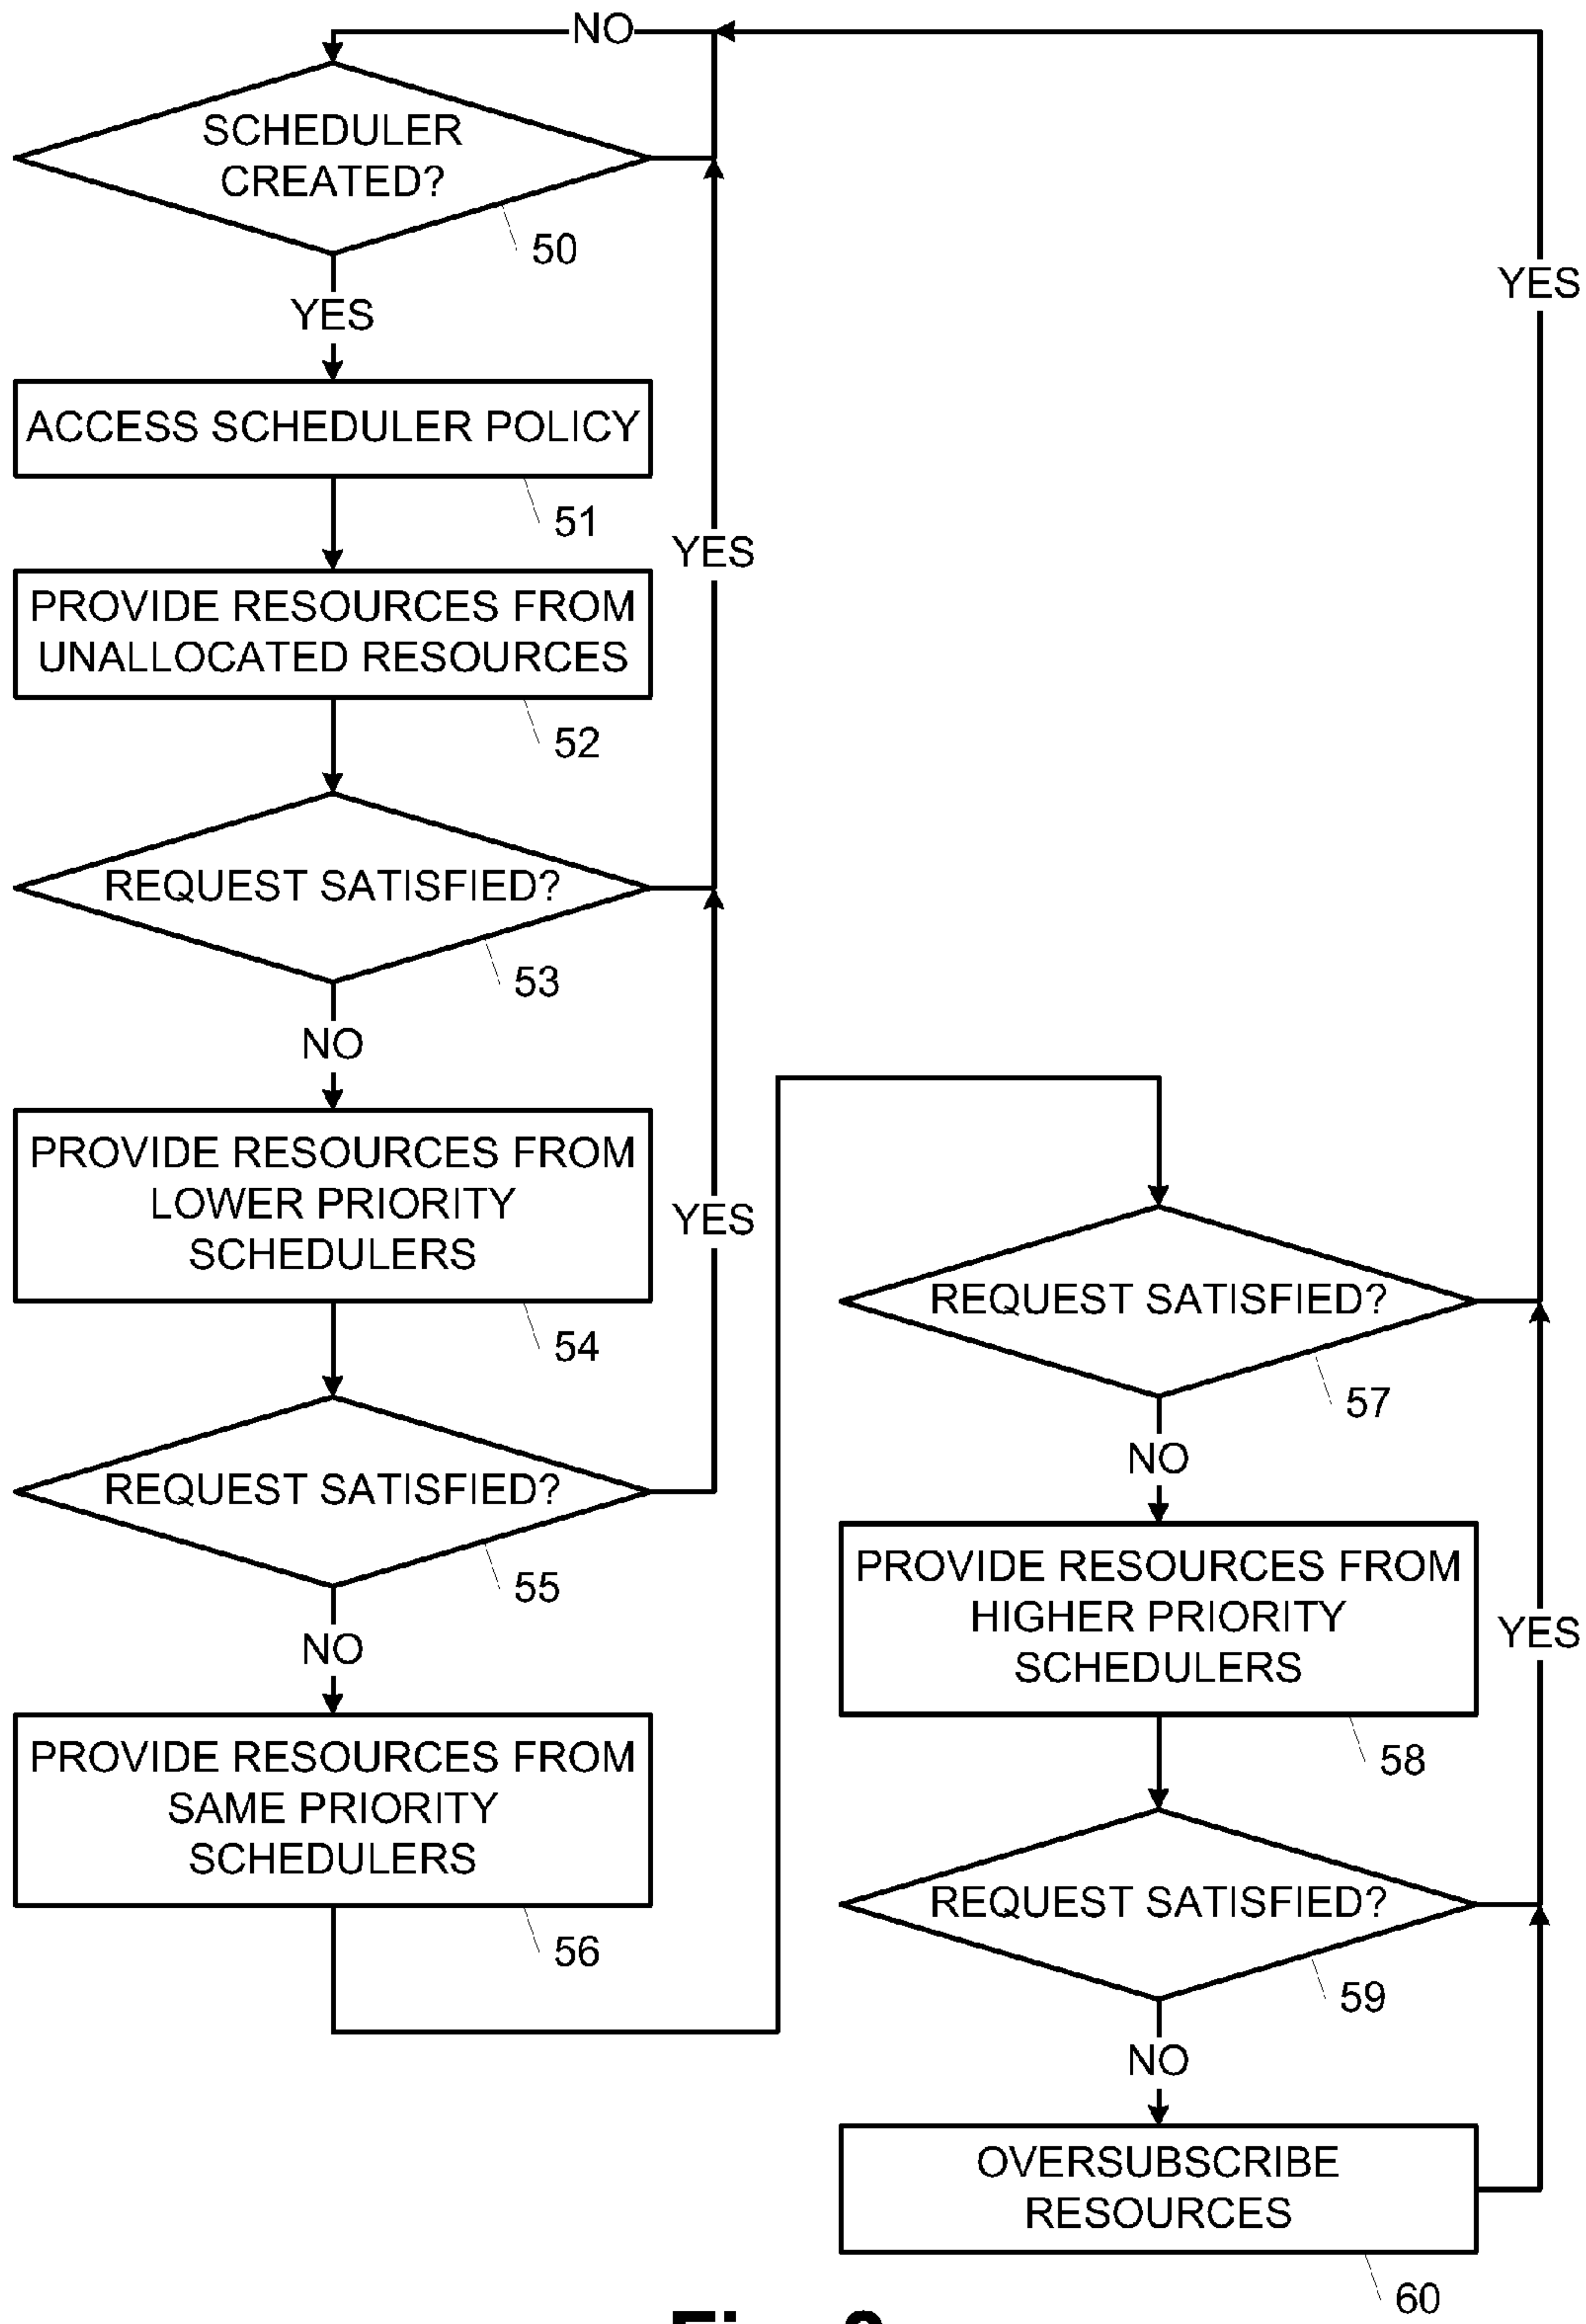 NO
SCHEDULER
CREATED?
50
YES
ACCESS SCHEDULER POLICY
51
PROVIDE RESOURCES FROM
UNALLOCATED RESOURCES
52
YES
REQUEST SATISFIED?
53
NO
PROVIDE RESOURCES FROM
LOWER PRIORITY
SCHEDULERS
54
YES
REQUEST SATISFIED?
55
NO
PROVIDE RESOURCES FROM
SAME PRIORITY
SCHEDULERS
56
YES
REQUEST SATISFIED?
57
NO
PROVIDE RESOURCES FROM
HIGHER PRIORITY
SCHEDULERS
58
YES
REQUEST SATISFIED?
59
NO
OVERSUBSCRIBE
RESOURCES
60